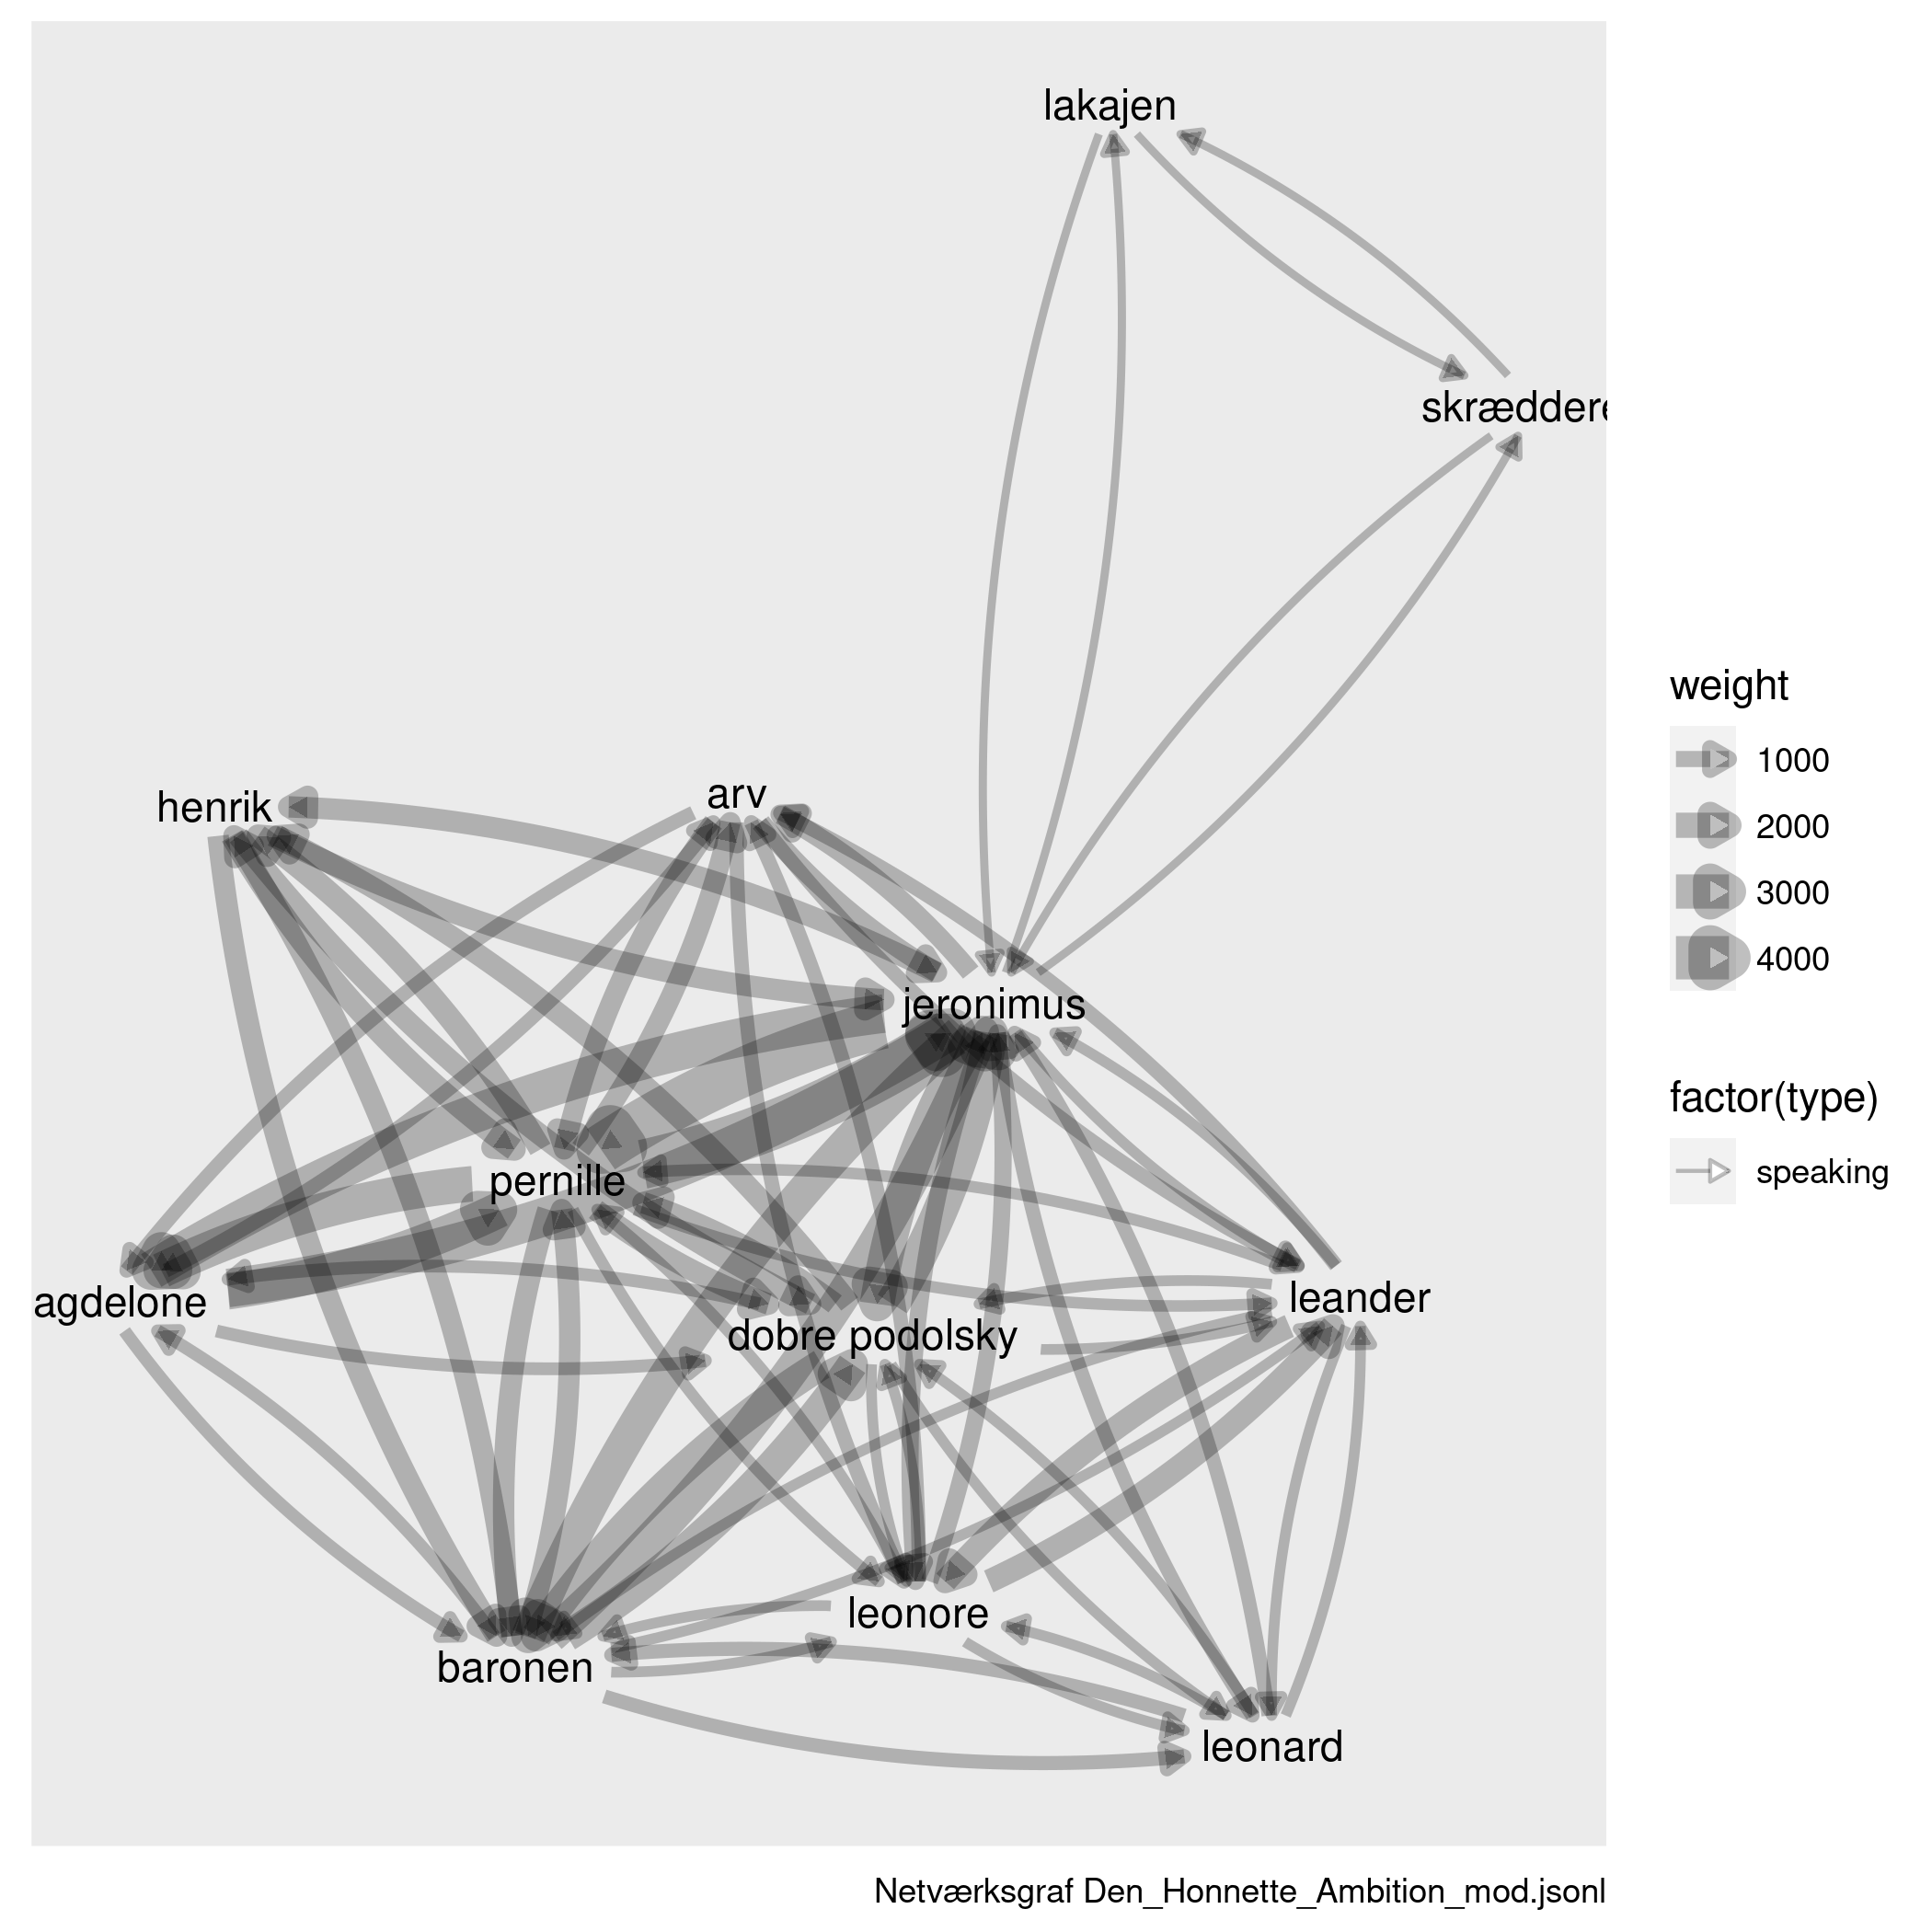 lakajen
skræddere
weight
1000
henrik
arv
2000
3000
4000
jeronimus
factor(type)
speaking
pernille
agdelone
leander
dobre podolsky
leonore
baronen
leonard
Netværksgraf Den_Honnette_Ambition_mod.jsonl